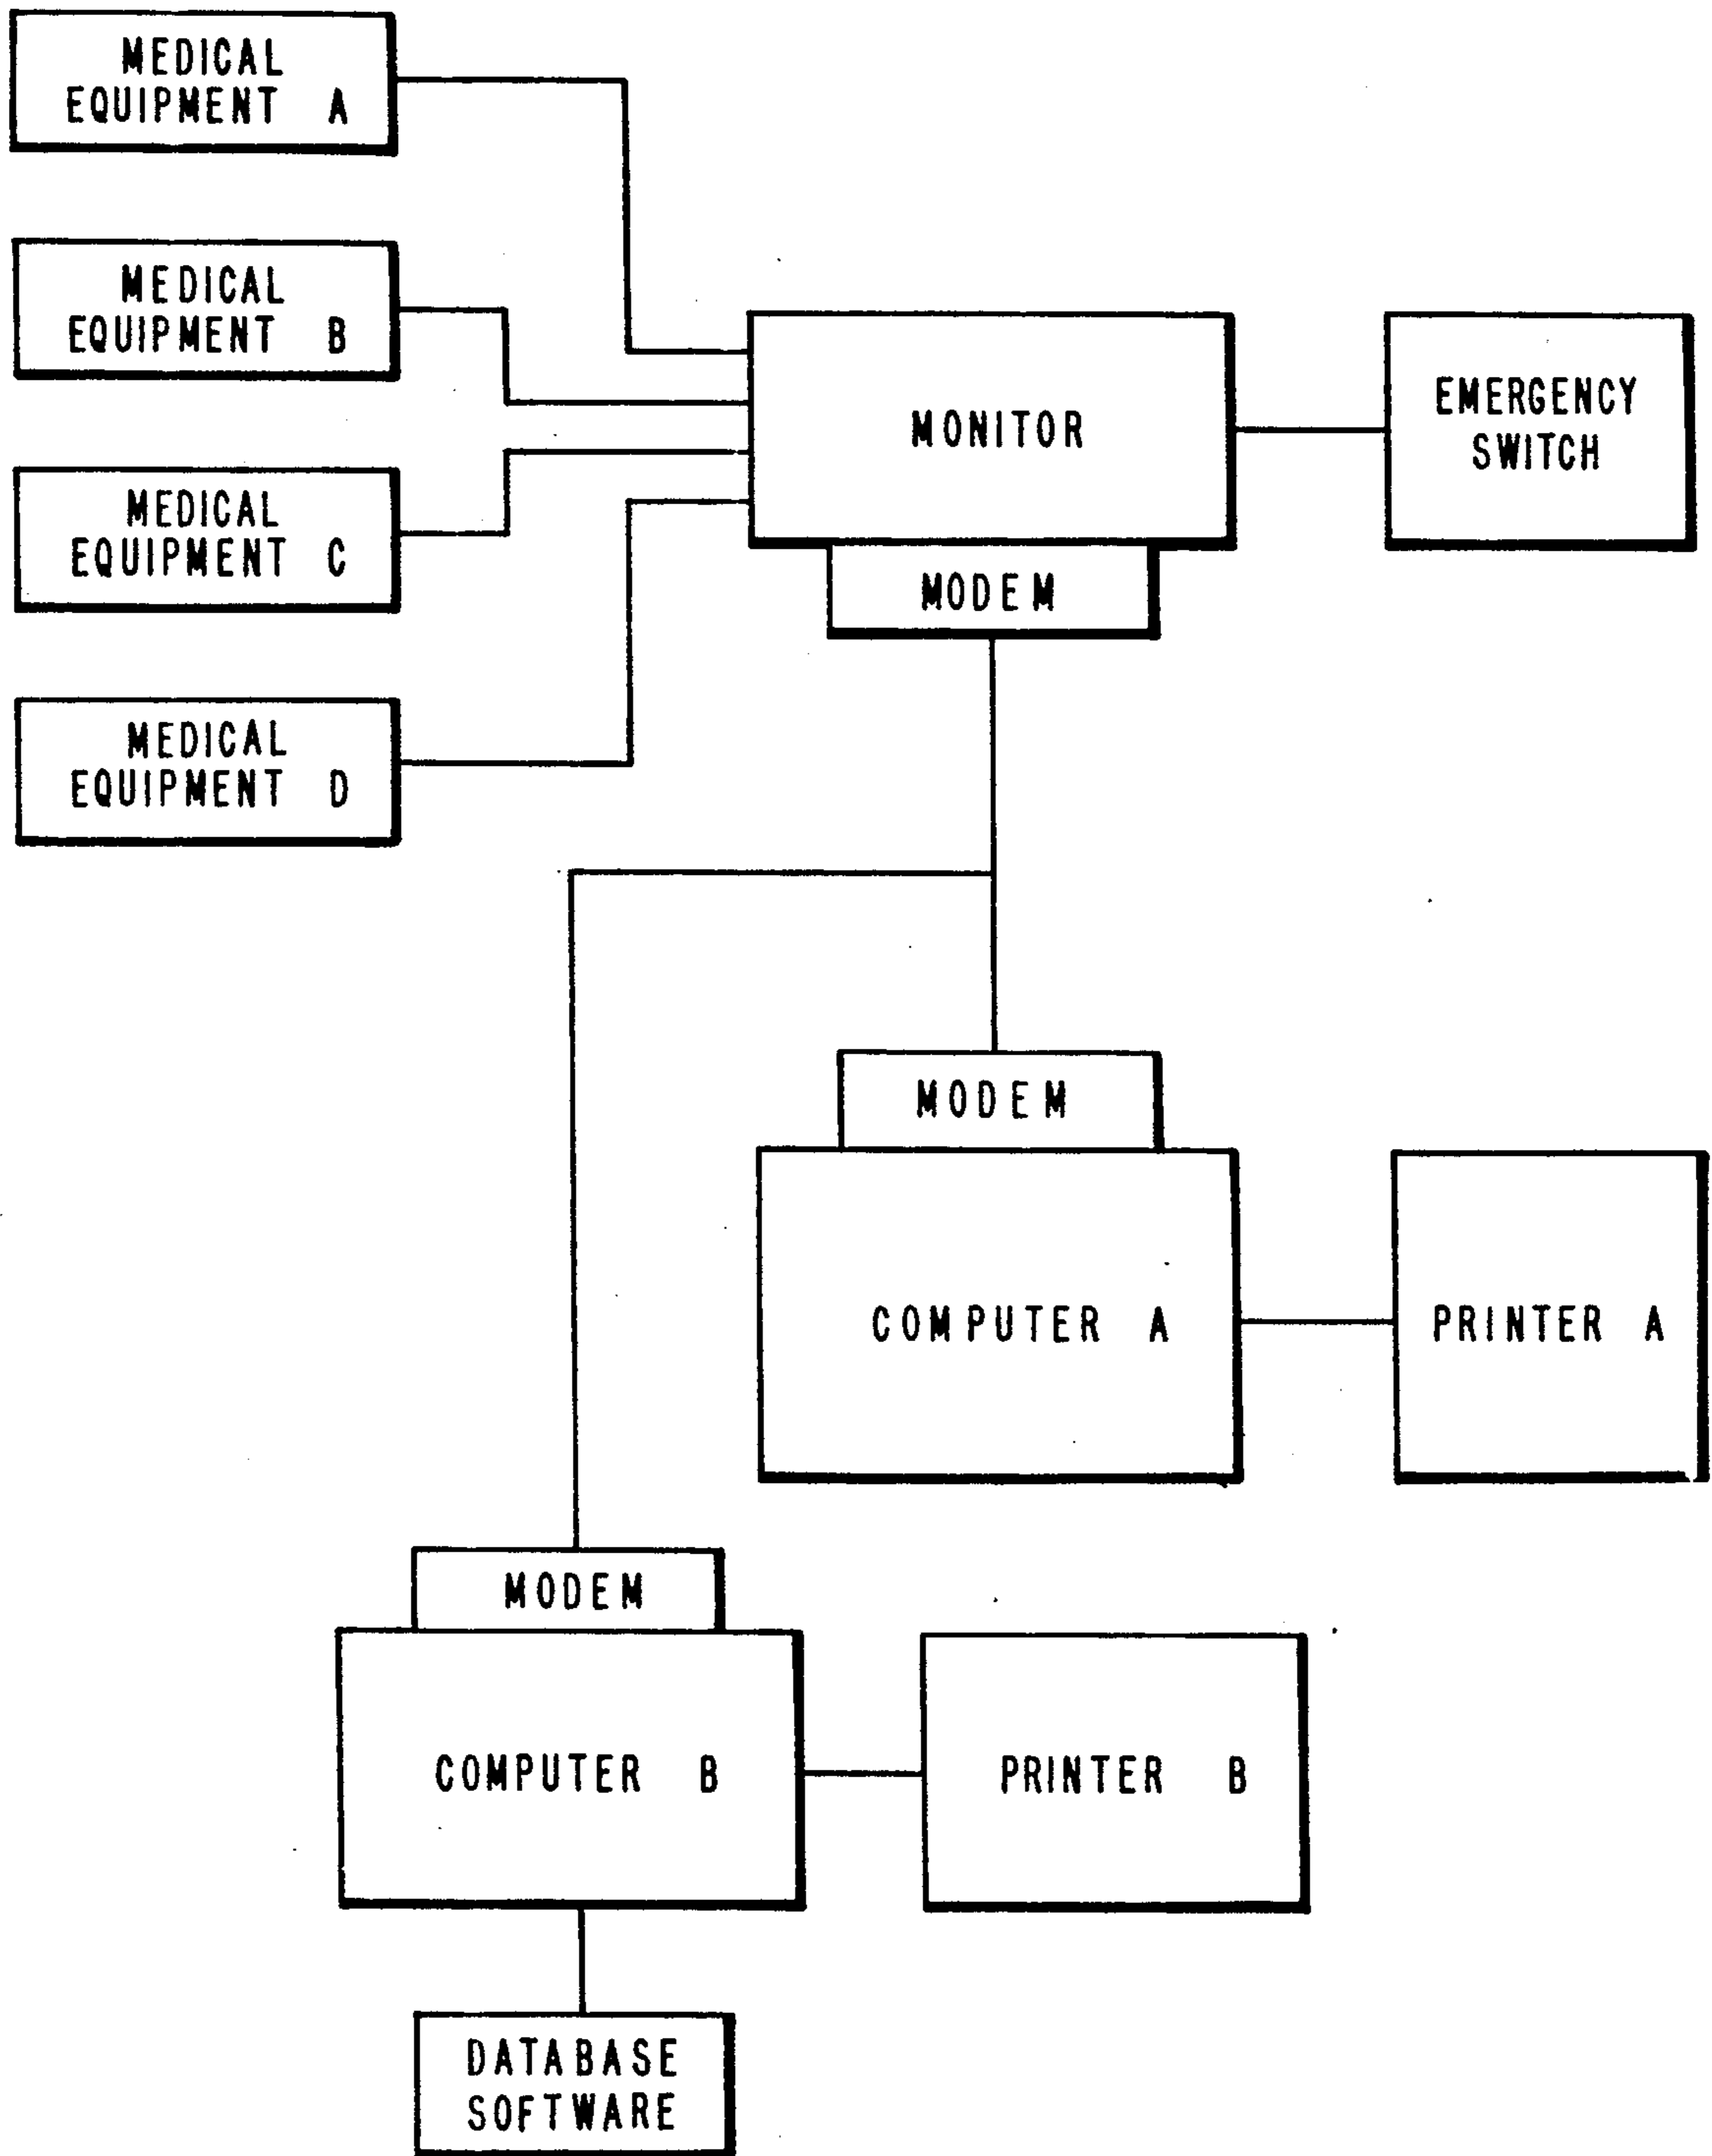 MEDICAL
EQUIPMENT A
MEDICAL
EQUIPMENT B
MEDICAL
EQUIPMENT C
MEDICAL
EQUIPMENT D
MONITOR
MODEM
EMERGENCY
SWITCH
MODEM
COMPUTER A
PRINTER A
MODEM
COMPUTER B
PRINTER B
DATABASE
SOFTWARE